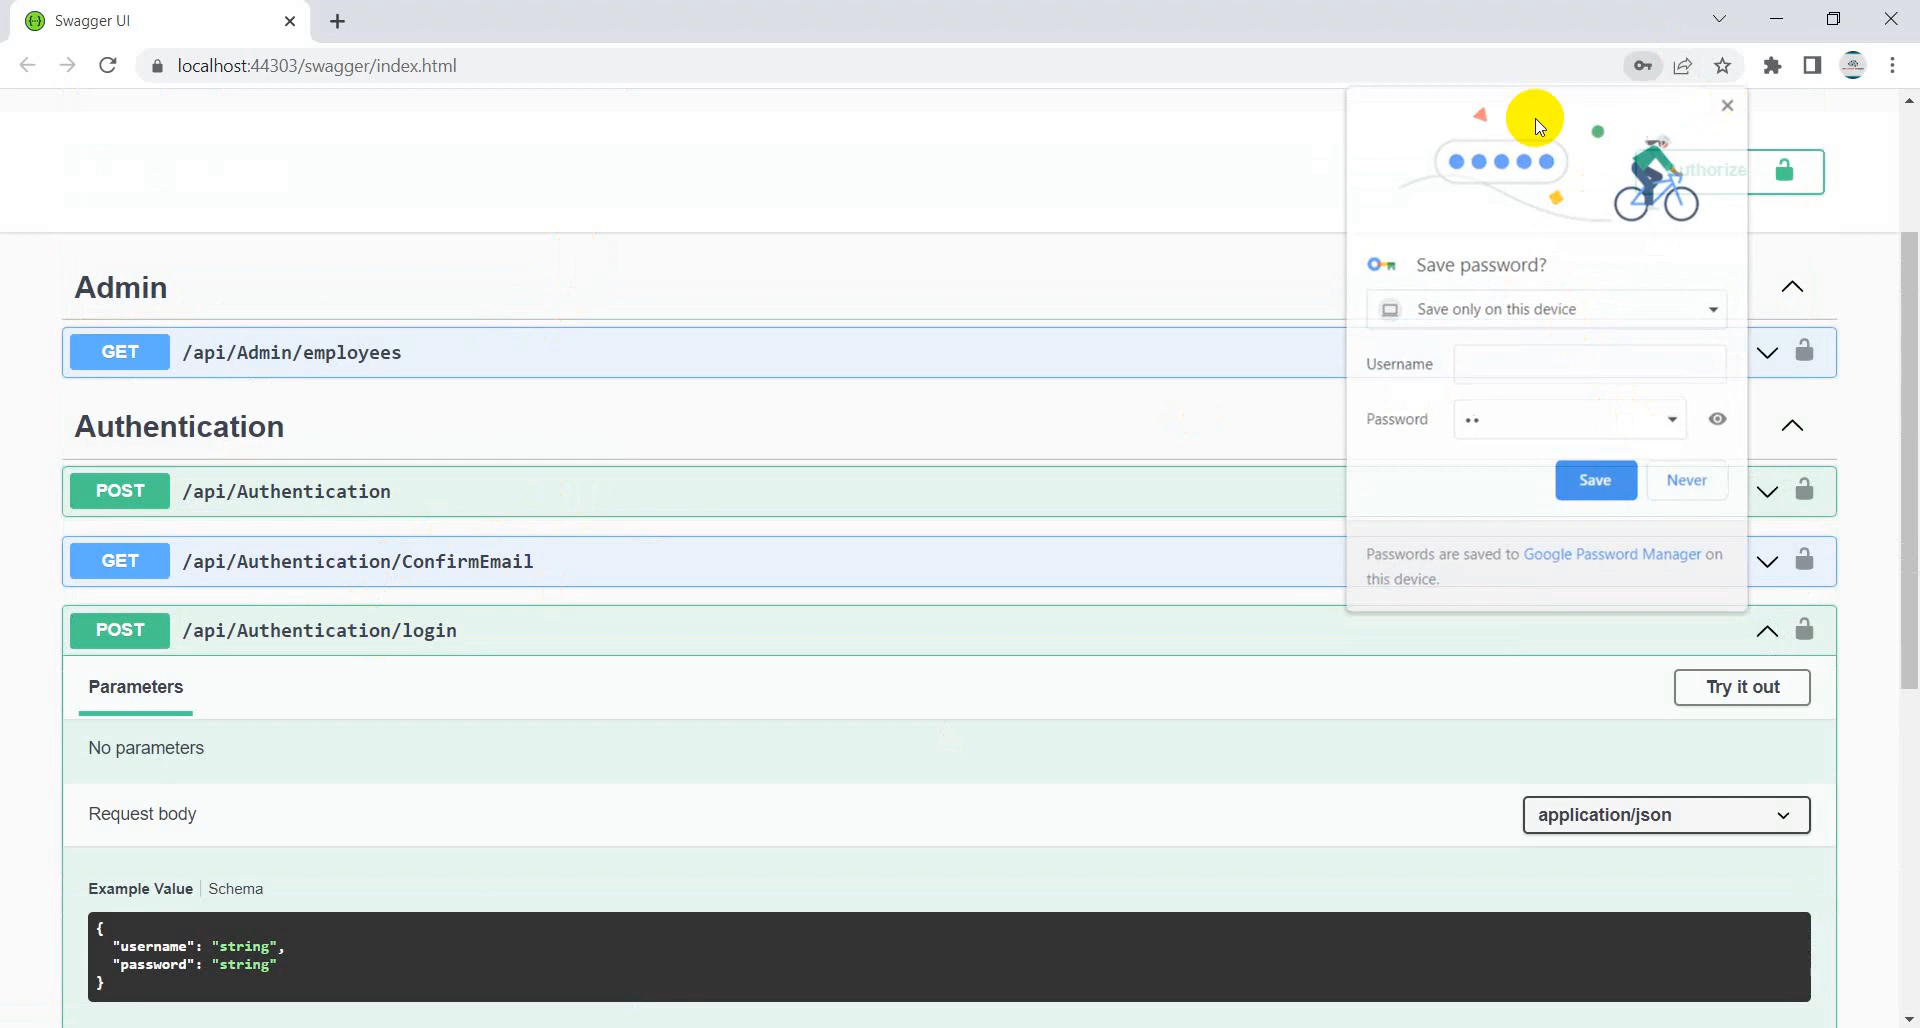 Swagger UI
localhost:44303/swagger/index.html
Authorize
Save password?
Save only on this device
Username
Password
Save Never
Passwords are saved to Google Password Manager on
this device.
Admin
GET /api/Admin/employees
Authentication
POST /api/Authentication
GET /api/Authentication/ConfirmEmail
POST /api/Authentication/login
Parameters
Try it out
No parameters
Request body
application/json
Example Value Schema
{
"username": "string",
"password": "string"
}